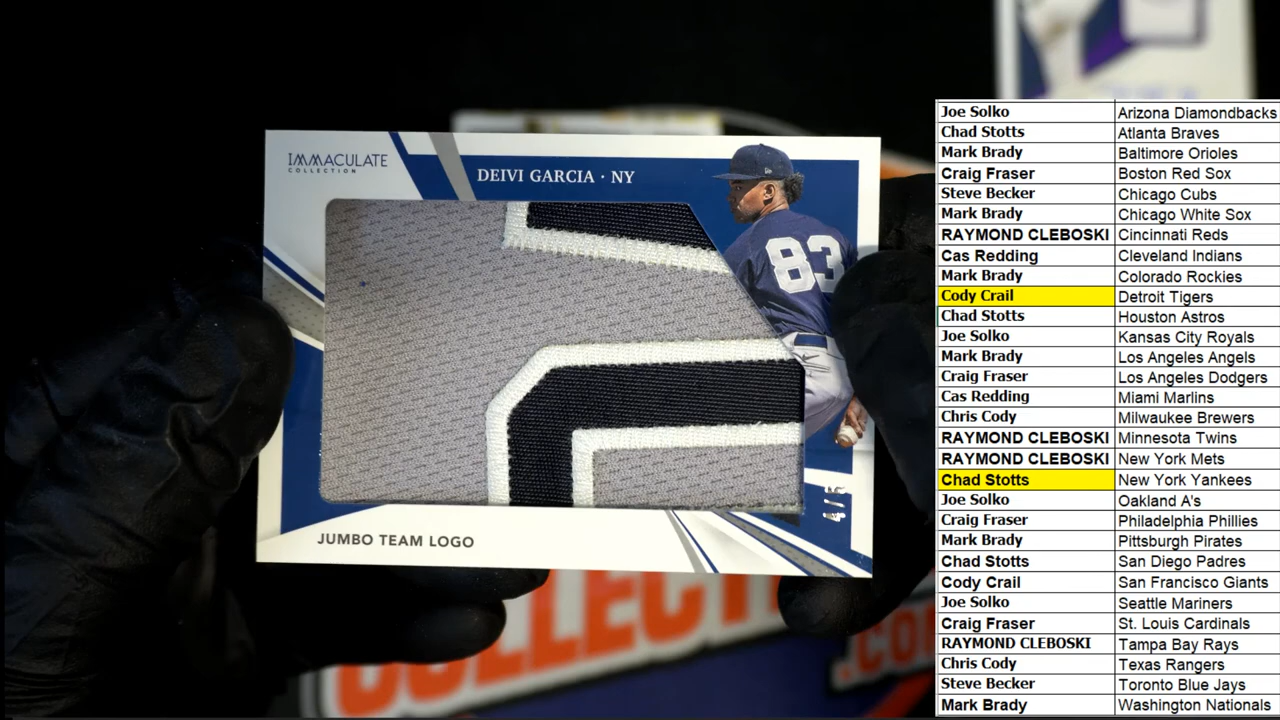 IMMACULATE
COLLECTION
DEIVI GARCIA · NY
83
4/5
JUMBO TEAM LOGO
COLLECT
.CO
Joe Solko Arizona Diamondbacks
Chad Stotts Atlanta Braves
Mark Brady Baltimore Orioles
Craig Fraser Boston Red Sox
Steve Becker Chicago Cubs
Mark Brady Chicago White Sox
RAYMOND CLEBOSKI Cincinnati Reds
Cas Redding Cleveland Indians
Mark Brady Colorado Rockies
Cody Crail Detroit Tigers
Chad Stotts Houston Astros
Joe Solko Kansas City Royals
Mark Brady Los Angeles Angels
Craig Fraser Los Angeles Dodgers
Cas Redding Miami Marlins
Chris Cody Milwaukee Brewers
RAYMOND CLEBOSKI Minnesota Twins
RAYMOND CLEBOSKI New York Mets
Chad Stotts New York Yankees
Joe Solko Oakland A's
Craig Fraser Philadelphia Phillies
Mark Brady Pittsburgh Pirates
Chad Stotts San Diego Padres
Cody Crail San Francisco Giants
Joe Solko Seattle Mariners
Craig Fraser St. Louis Cardinals
RAYMOND CLEBOSKI Tampa Bay Rays
Chris Cody Texas Rangers
Steve Becker Toronto Blue Jays
Mark Brady Washington Nationals